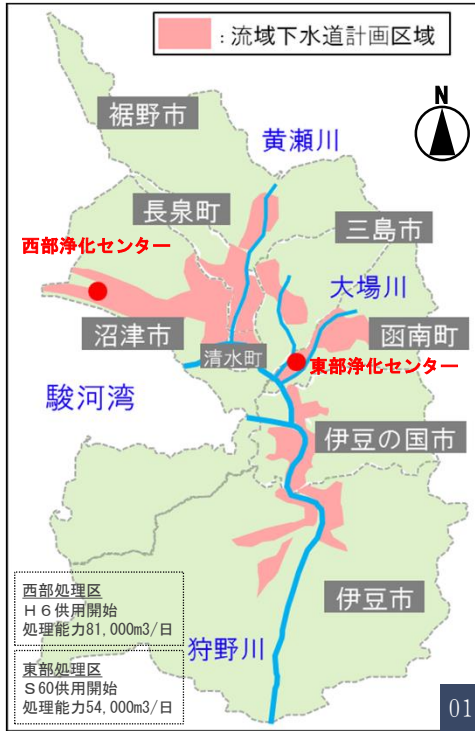 ：流域下水道計画区域
N
裾野市
黄瀬川
長泉町
三島市
西部浄化センター
大場川
沼津市
函南町
清水町
東部浄化センター
駿河湾
伊豆の国市
西部処理区
H６供用開始
処理能力81,000m3/日
伊豆市
狩野川
東部処理区
S60供用開始
処理能力54,000m3/日
01